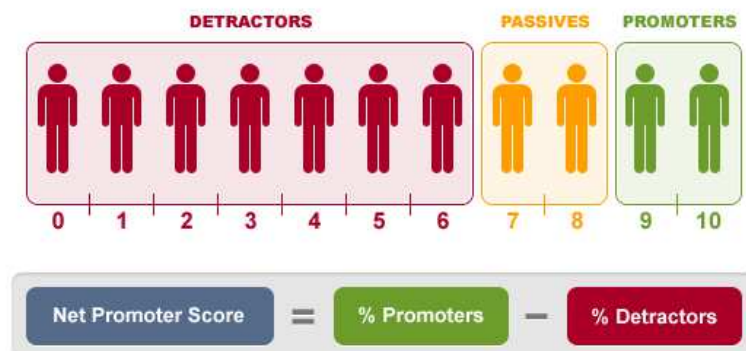 DETRACTORS PASSIVES PROMOTERS
0 1 2 3 4 5 6 7 8 9 10
Net Promoter Score = % Promoters − % Detractors